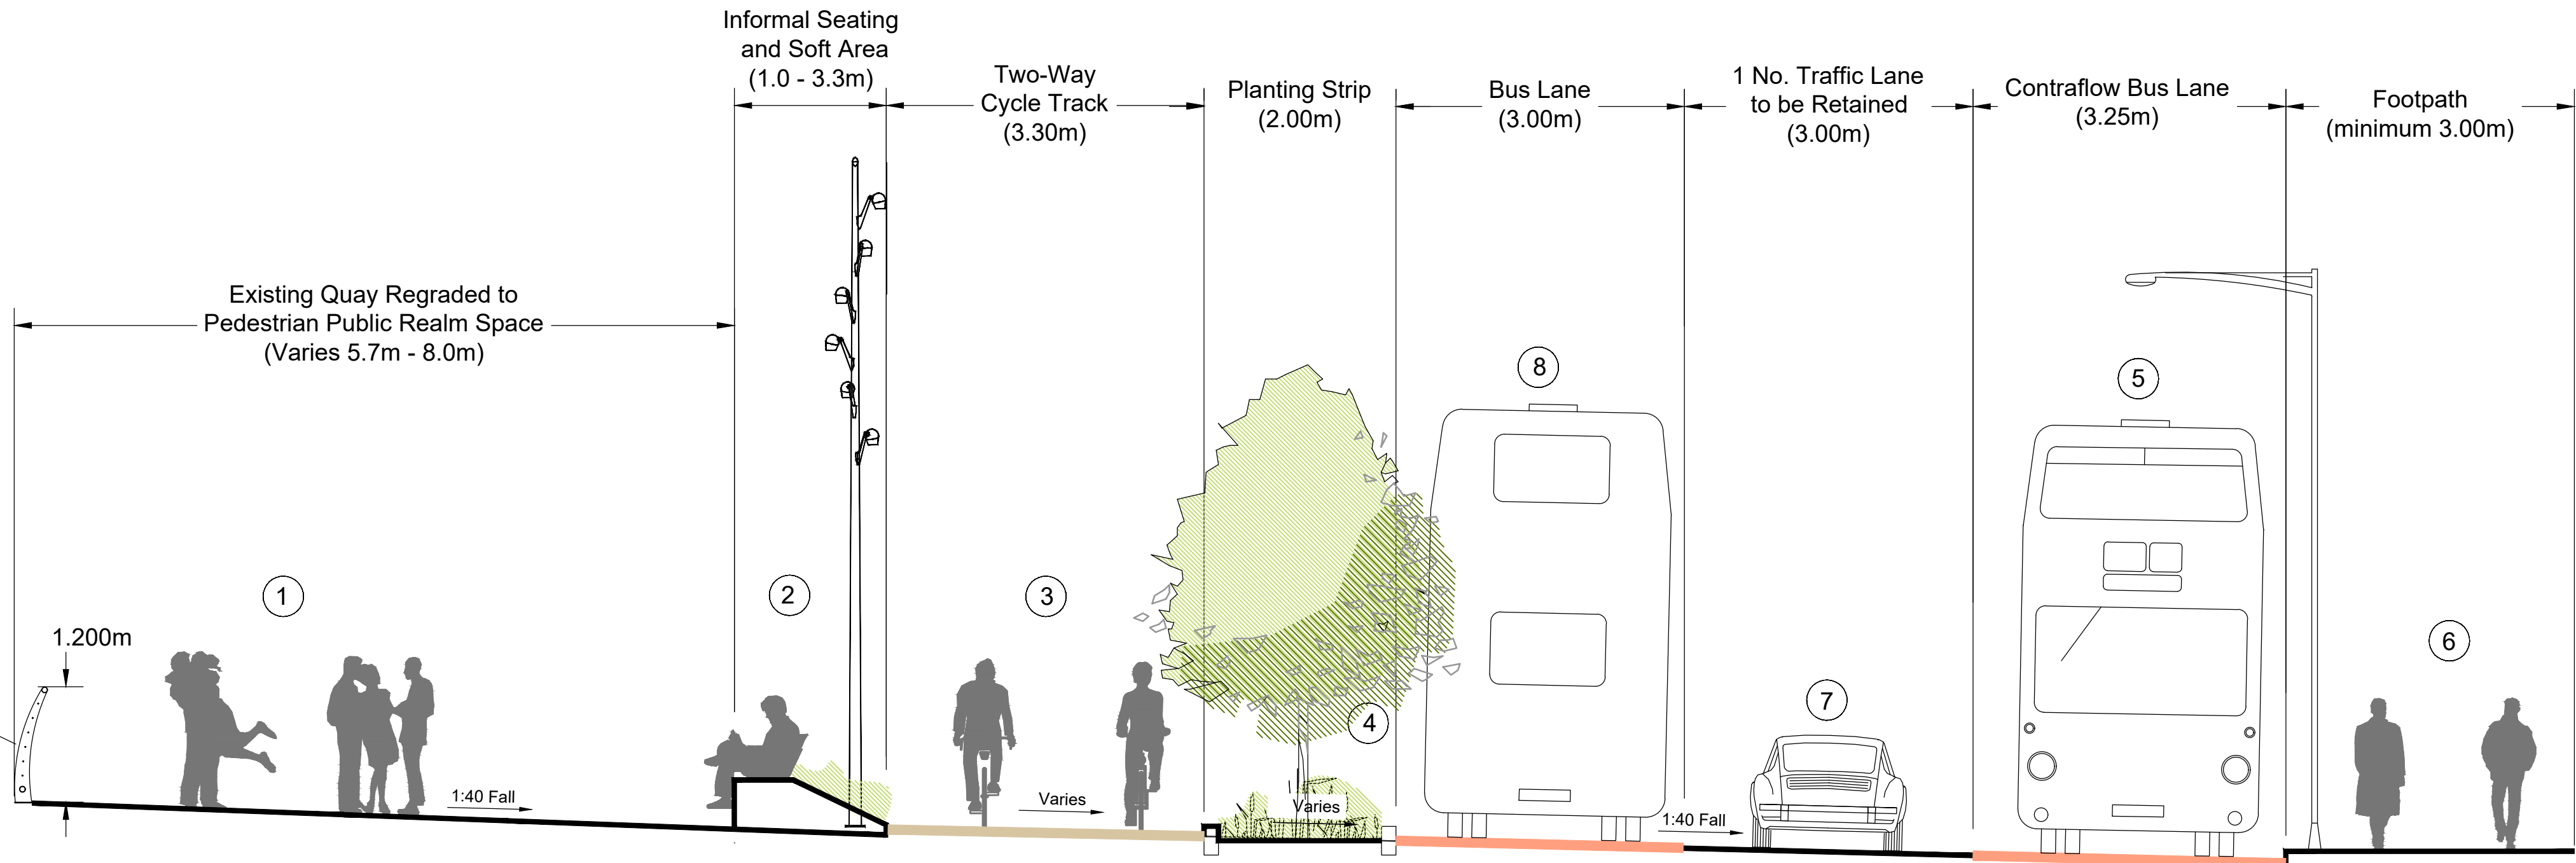 Informal Seating
and Soft Area
(1.0 - 3.3m)
Two-Way
Cycle Track
(3.30m)
Planting Strip
(2.00m)
Bus Lane
(3.00m)
1 No. Traffic Lane
to be Retained
(3.00m)
Contraflow Bus Lane
(3.25m)
Footpath
(minimum 3.00m)
Existing Quay Regraded to
Pedestrian Public Realm Space
(Varies 5.7m - 8.0m)
8
5
1
2
3
1.200m
6
7
4
1:40 Fall
Varies
Varies
1:40 Fall